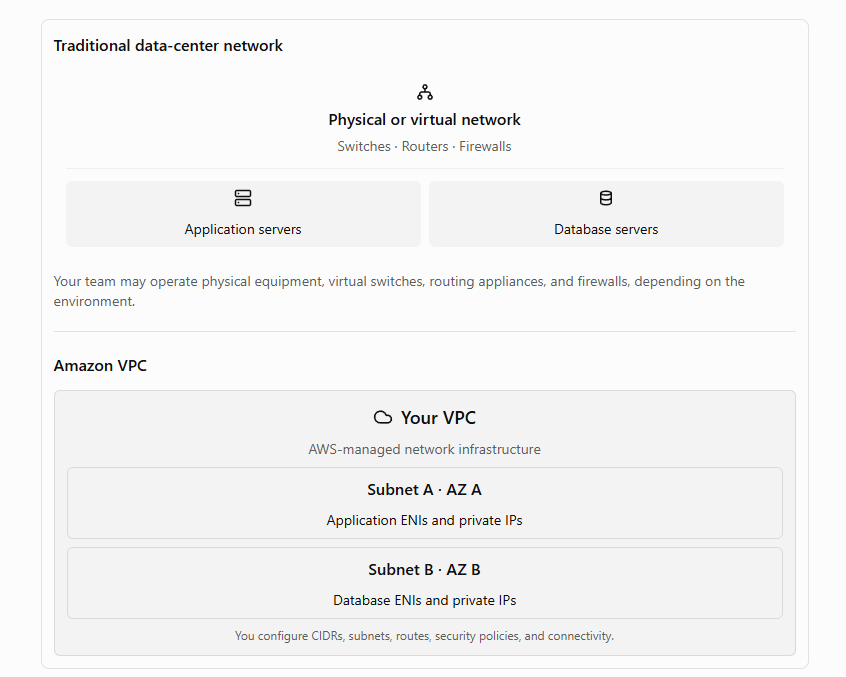 Traditional data-center network
Physical or virtual network
Switches · Routers · Firewalls
Application servers
Database servers
Your team may operate physical equipment, virtual switches, routing appliances, and firewalls, depending on the
environment.
Amazon VPC
Your VPC
AWS-managed network infrastructure
Subnet A · AZ A
Application ENIs and private IPs
Subnet B · AZ B
Database ENIs and private IPs
You configure CIDRs, subnets, routes, security policies, and connectivity.